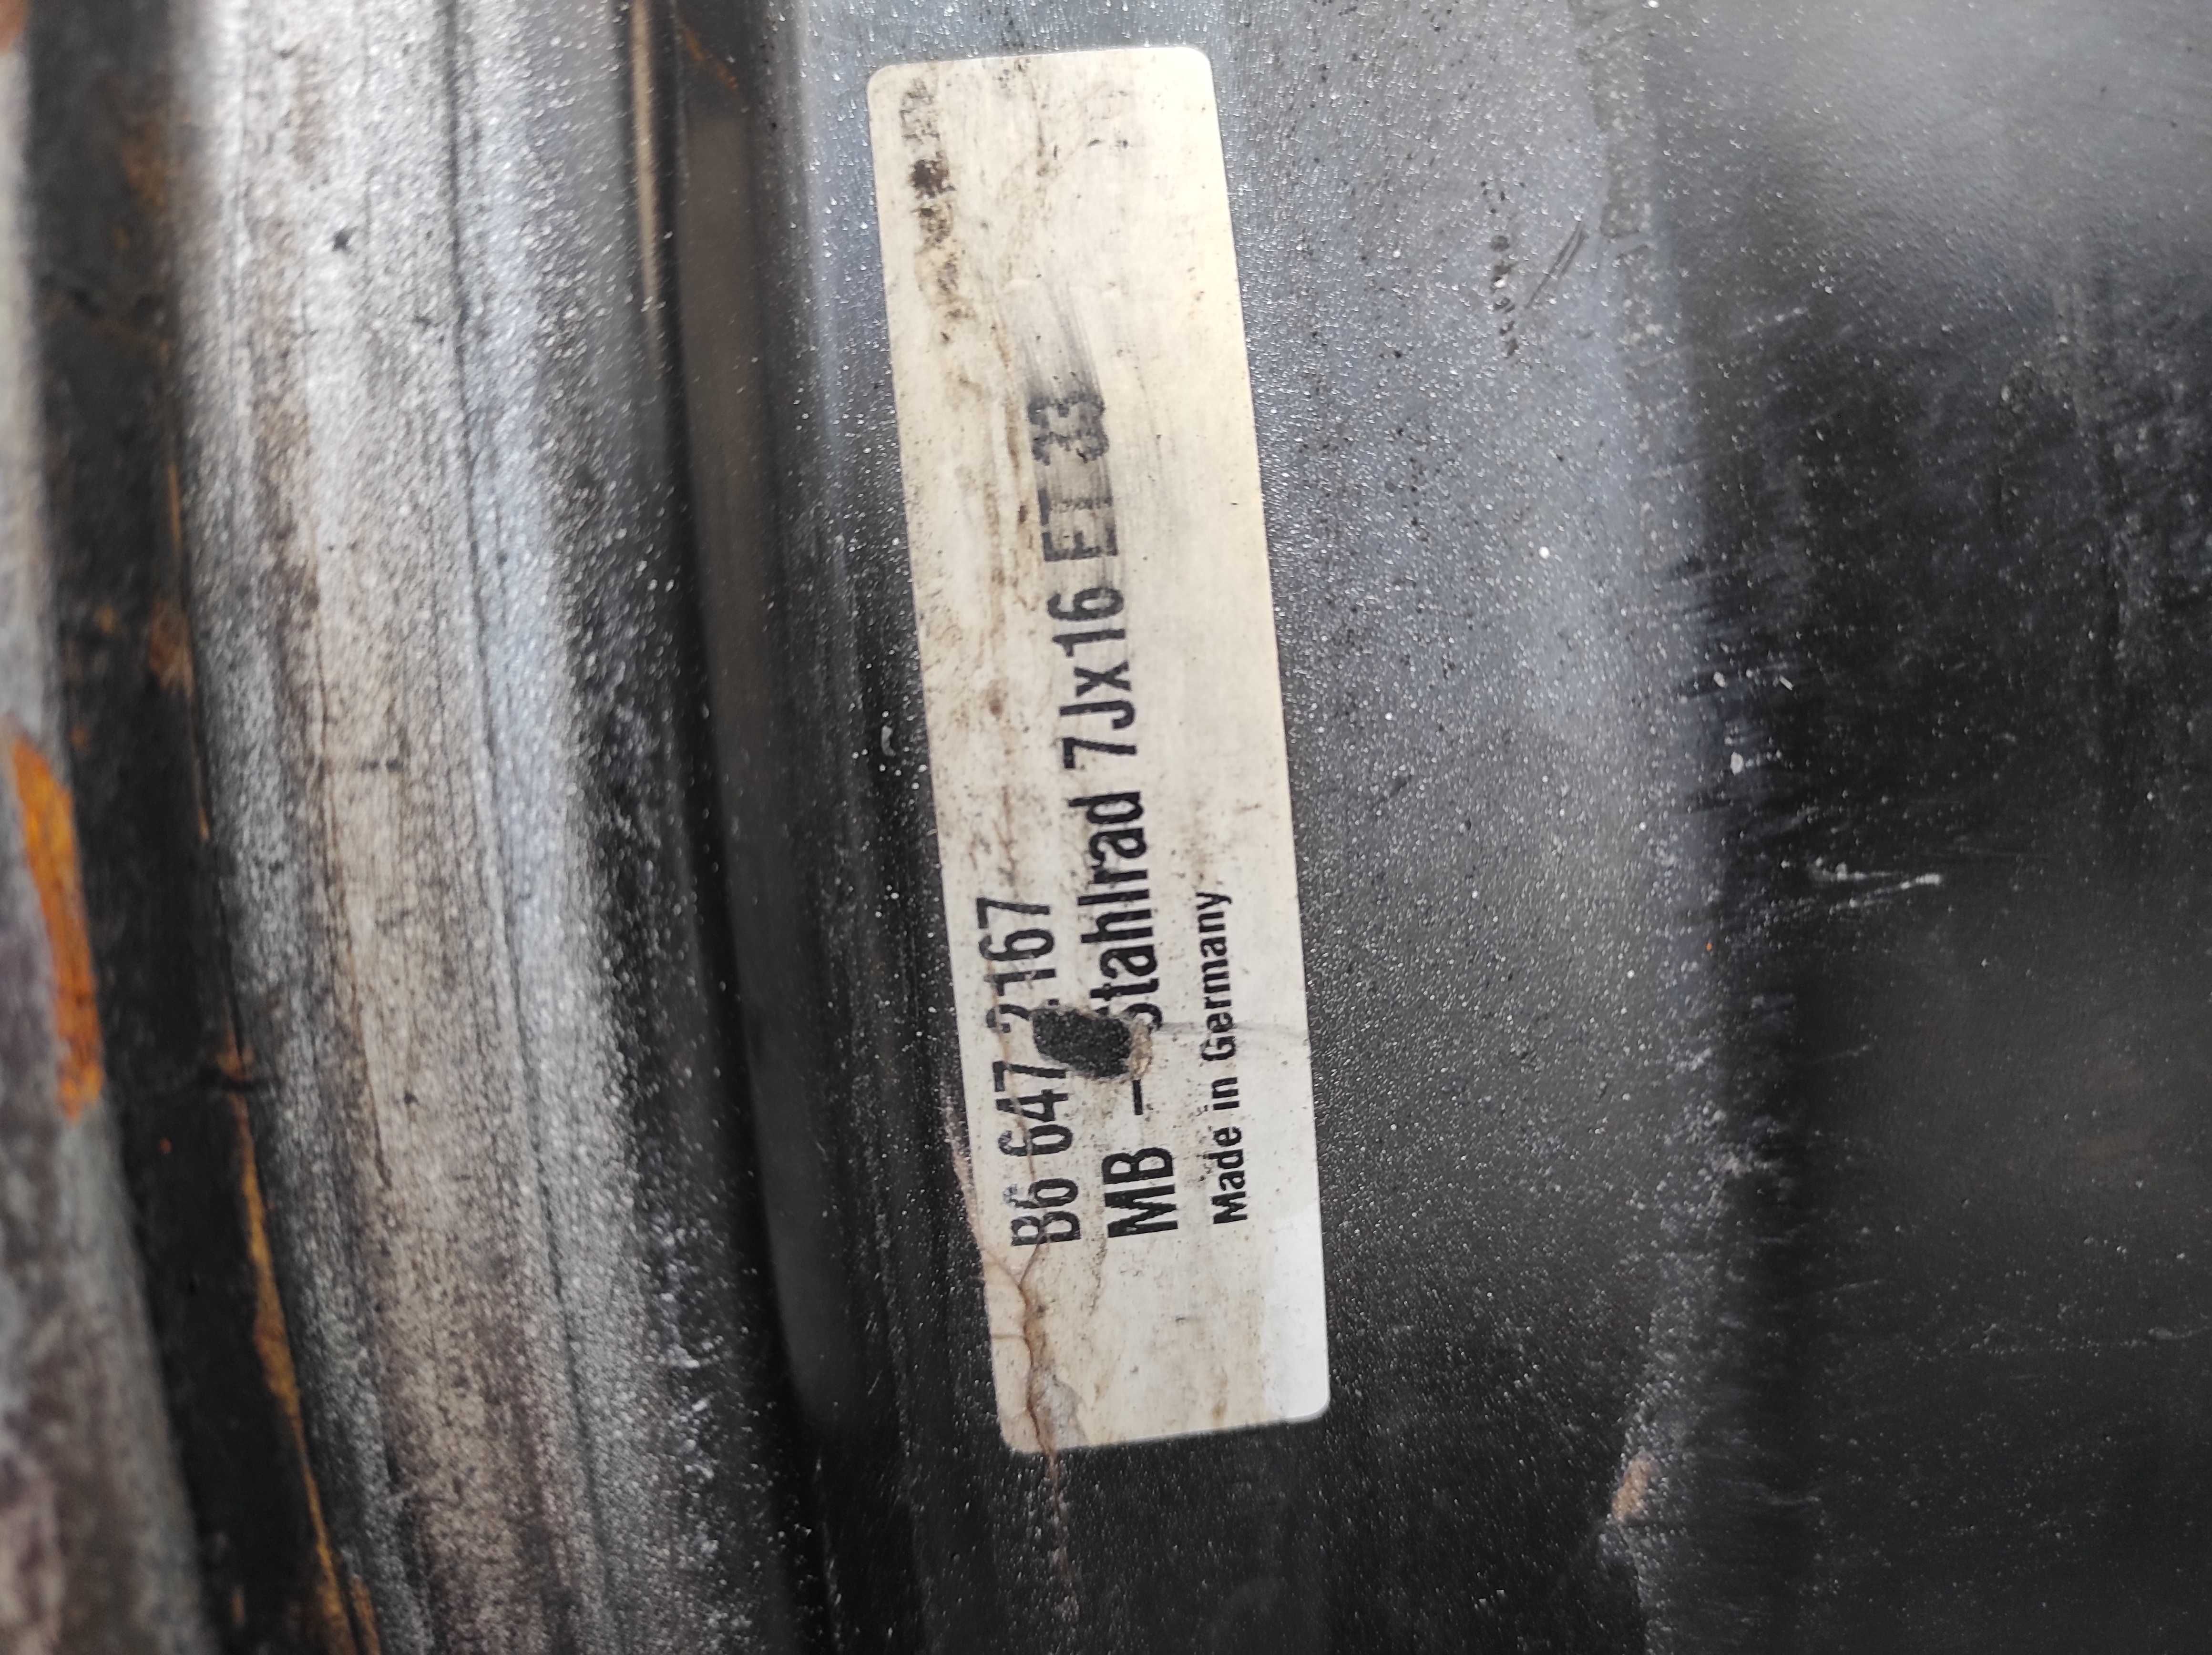 B6 647 2167
MB - Stahlrad 7Jx16 ET 33
Made in Germany